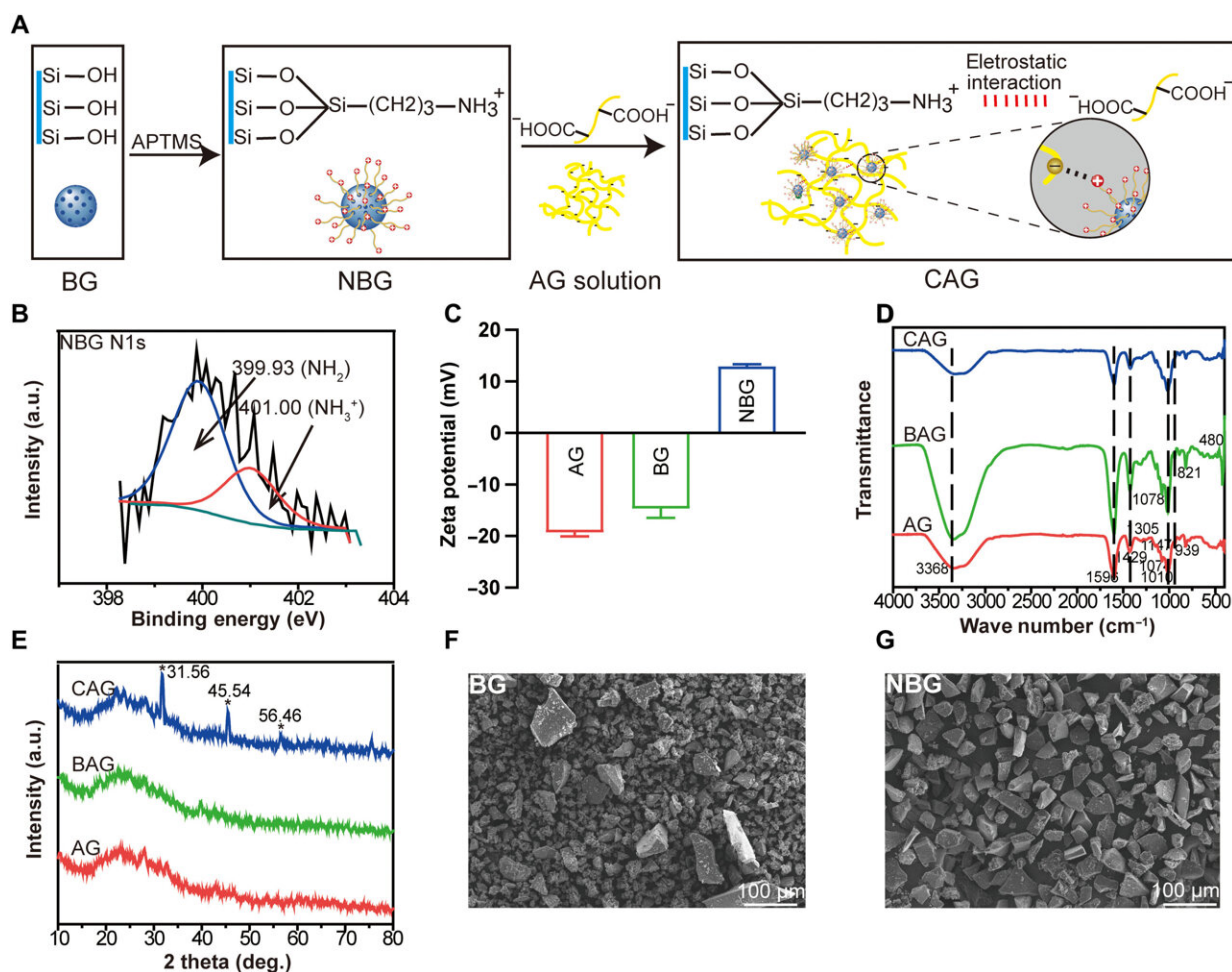 A
Si—OH
Si—OH
Si—OH
BG
APTMS
Si—O
Si—O
Si—O
Si—(CH2)3—NH3+
NBG
−HOOC COOH−
AG solution
Si—O
Si—O
Si—O
Si—(CH2)3—NH3+
Eletrostatic
interaction
−HOOC COOH−
CAG
B
NBG N1s
399.93 (NH2)
401.00 (NH3+)
Intensity (a.u.)
398 400 402 404
Binding energy (eV)
C
Zeta potential (mV)
20
10
0
−10
−20
−30
AG
BG
NBG
D
Transmittance
CAG
BAG
AG
480
821
1078
1305
1147
939
1429
1074
3368
1596
1010
4000 3500 2500 2000 1500 1000 500
Wave number (cm−1)
E
Intensity (a.u.)
CAG
*31.56
45.54
*
56.46
*
BAG
AG
10 20 30 40 50 60 70 80
2 theta (deg.)
F
BG
100 µm
G
NBG
100 µm